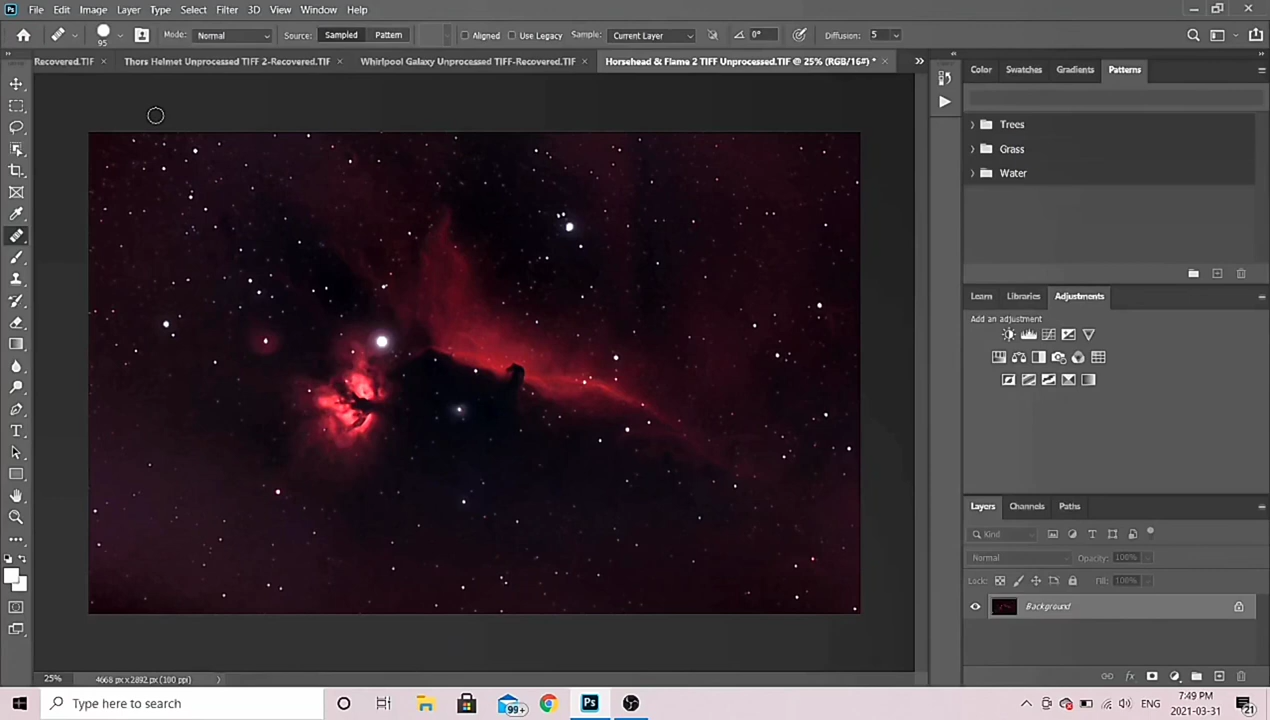 Ps File Edit Image Layer Type Select Filter 3D View Window Help
95 Mode: Normal Source: Sampled Pattern Aligned Use Legacy Sample: Current Layer 0° Diffusion: 5
Recovered.TIF × Thors Helmet Unprocessed TIFF 2-Recovered.TIF × Whirlpool Galaxy Unprocessed TIFF-Recovered.TIF × Horsehead & Flame 2 TIFF Unprocessed.TIF @ 25% (RGB/16#) * ×
Color Swatches Gradients Patterns
Trees
Grass
Water
Learn Libraries Adjustments
Add an adjustment
Layers Channels Paths
Kind
Normal Opacity: 100%
Lock: Fill: 100%
Background
25% 4668 px x 2892 px (100 ppi)
Type here to search
99+
Ps
ENG
7:49 PM
2021-03-31
21